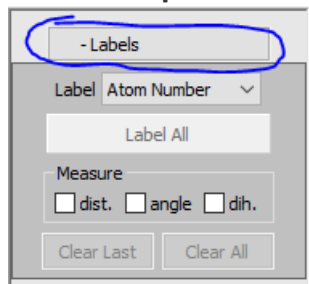 - Labels
Label Atom Number
Label All
Measure
dist. angle dih.
Clear Last Clear All